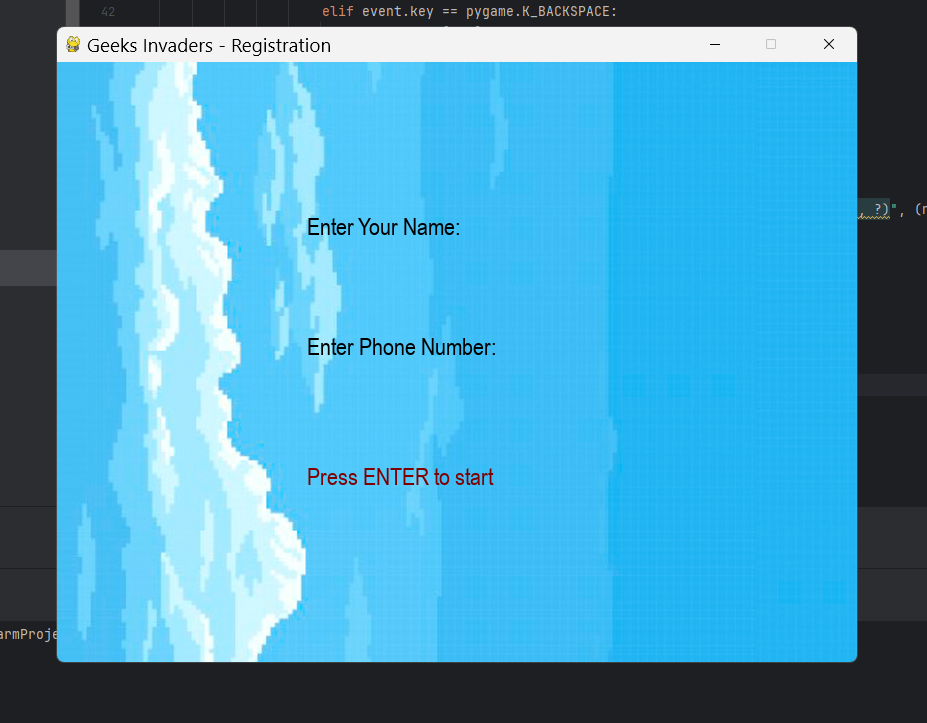 42 elif event.key == pygame.K_BACKSPACE:
Geeks Invaders - Registration
, ?)", (
Enter Your Name:
Enter Phone Number:
Press ENTER to start
armProje